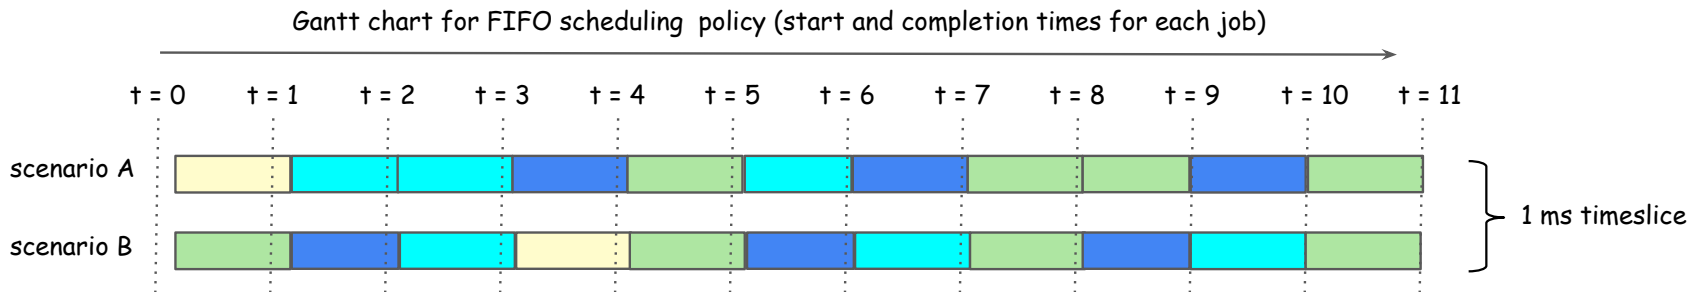 Gantt chart for FIFO scheduling policy (start and completion times for each job)
t = 0 t = 1 t = 2 t = 3 t = 4 t = 5 t = 6 t = 7 t = 8 t = 9 t = 10 t = 11
scenario A
1 ms timeslice
scenario B